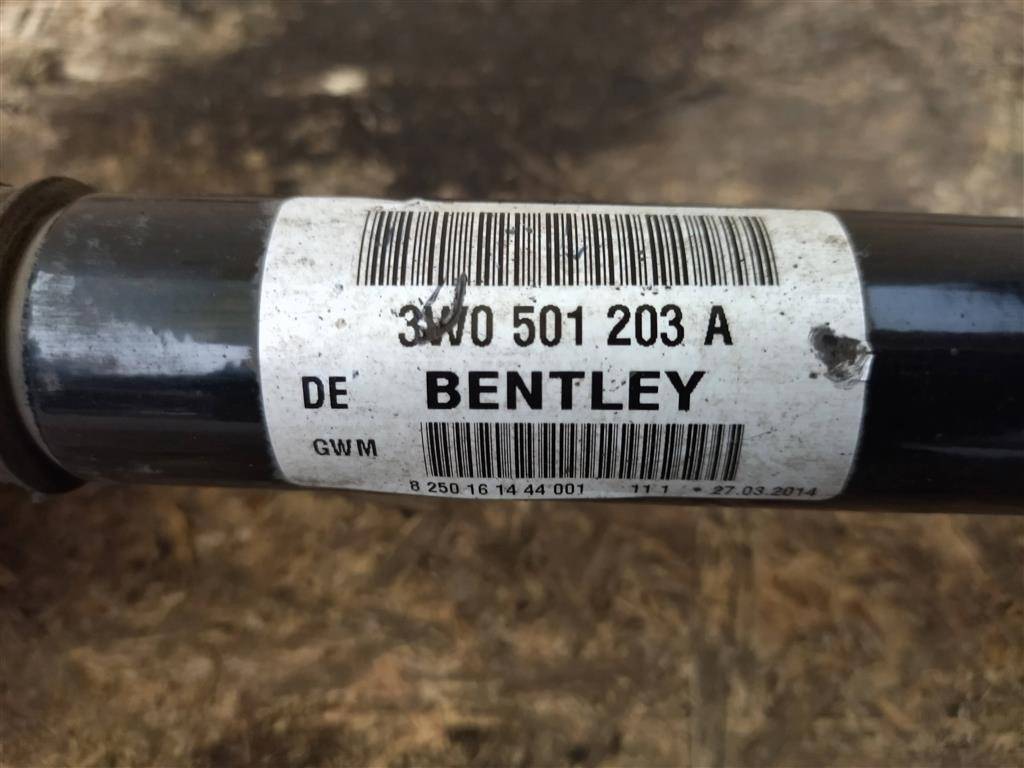 3W0 501 203 A
DE BENTLEY
GWM
8 250 16 14 44 001 11 1 * 27.03.2014